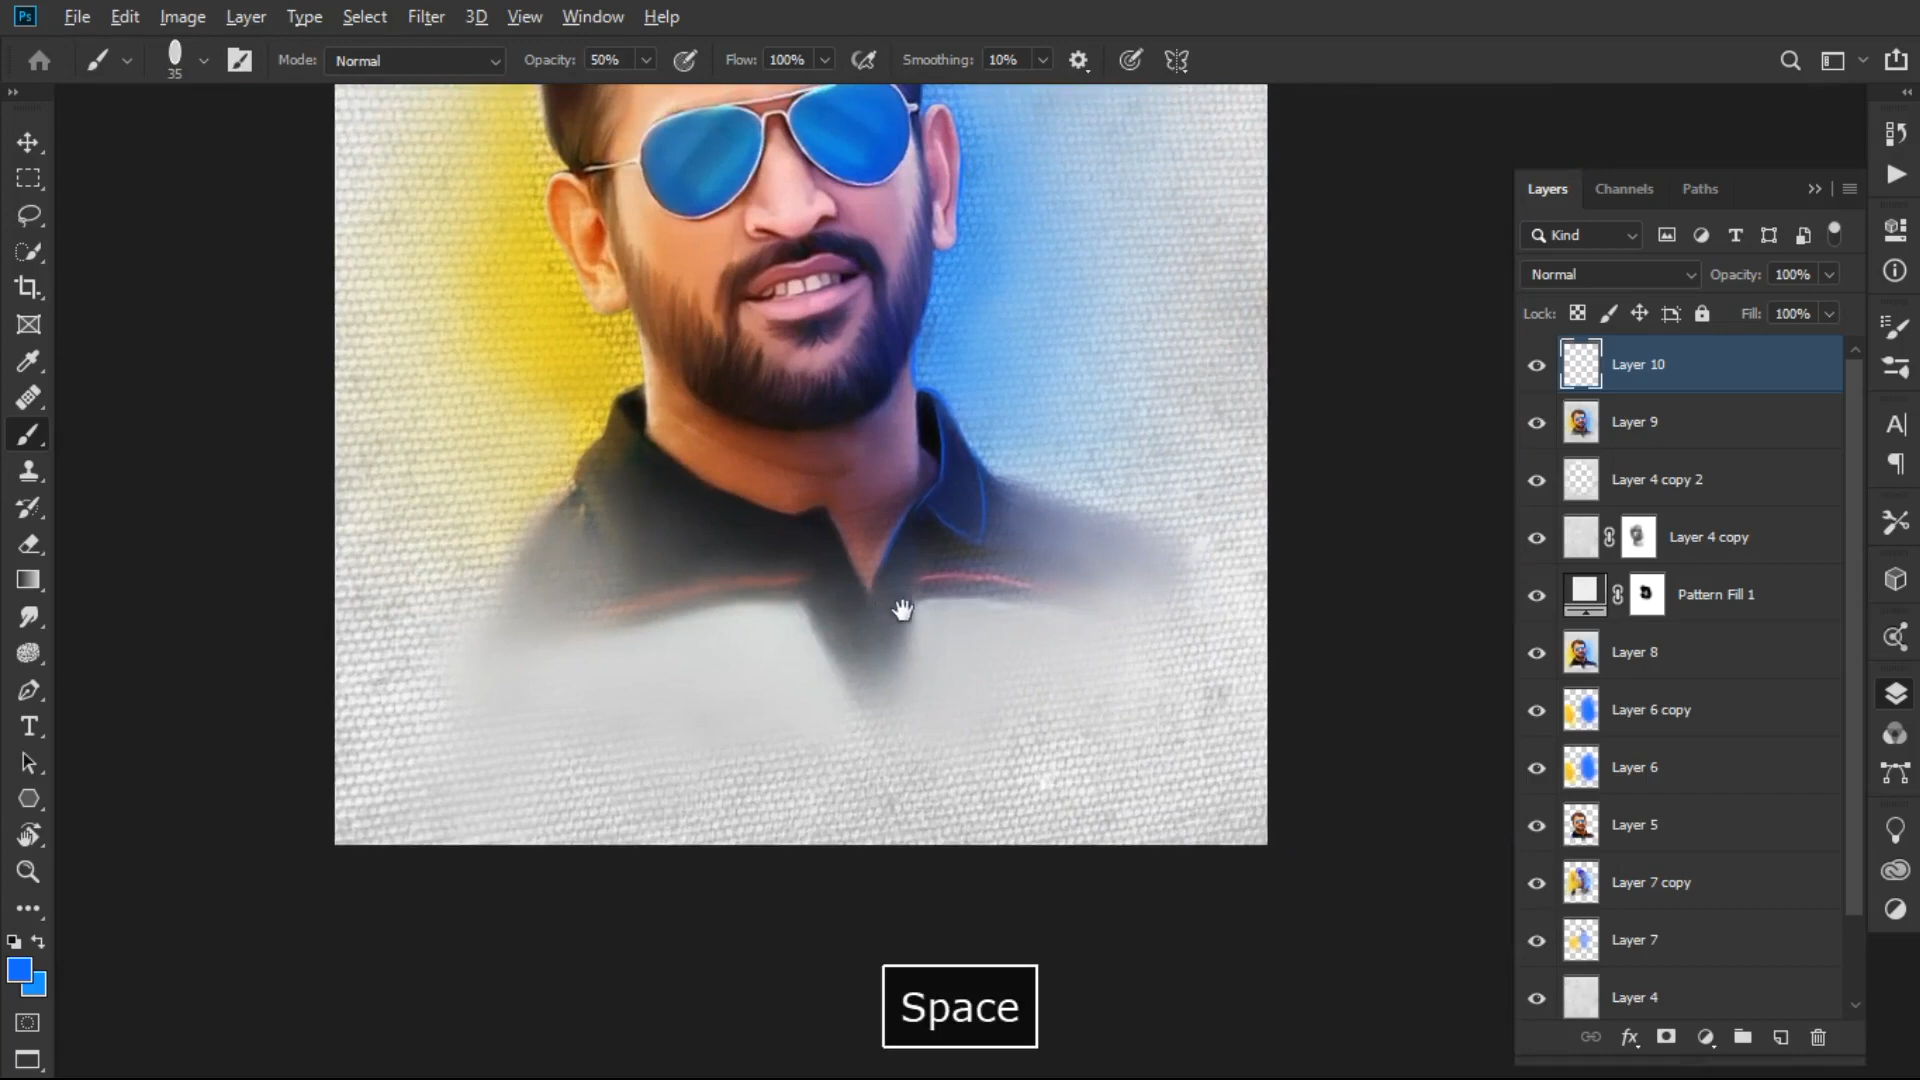 Ps File Edit Image Layer Type Select Filter 3D View Window Help
35 Mode: Normal Opacity: 50% Flow: 100% Smoothing: 10%
Layers Channels Paths
Kind
Normal Opacity: 100%
Lock: Fill: 100%
Layer 10
Layer 9
Layer 4 copy 2
Layer 4 copy
Pattern Fill 1
Layer 8
Layer 6 copy
Layer 6
Layer 5
Layer 7 copy
Layer 7
Layer 4
fx
Space